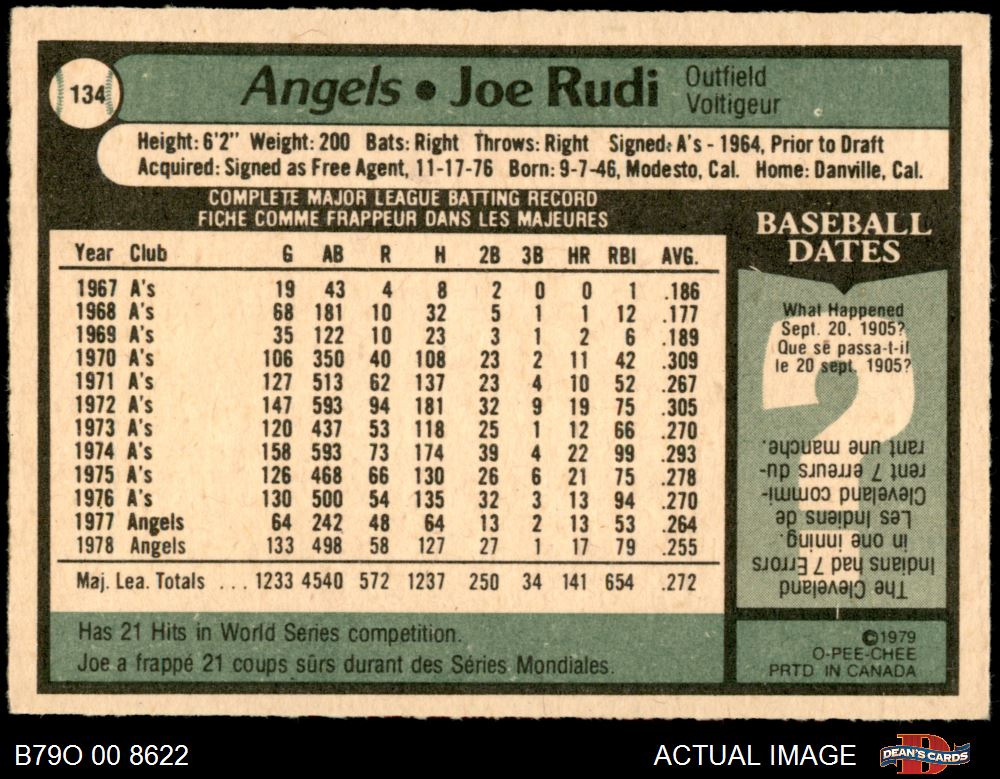 134
Angels • Joe Rudi Outfield
Voltigeur
Height: 6'2" Weight: 200 Bats: Right Throws: Right Signed: A's - 1964, Prior to Draft
Acquired: Signed as Free Agent, 11-17-76 Born: 9-7-46, Modesto, Cal. Home: Danville, Cal.
COMPLETE MAJOR LEAGUE BATTING RECORD
FICHE COMME FRAPPEUR DANS LES MAJEURES
Year Club G AB R H 2B 3B HR RBI AVG.
1967 A's 19 43 4 8 2 0 0 1 .186
1968 A's 68 181 10 32 5 1 1 12 .177
1969 A's 35 122 10 23 3 1 2 6 .189
1970 A's 106 350 40 108 23 2 11 42 .309
1971 A's 127 513 62 137 23 4 10 52 .267
1972 A's 147 593 94 181 32 9 19 75 .305
1973 A's 120 437 53 118 25 1 12 66 .270
1974 A's 158 593 73 174 39 4 22 99 .293
1975 A's 126 468 66 130 26 6 21 75 .278
1976 A's 130 500 54 135 32 3 13 94 .270
1977 Angels 64 242 48 64 13 2 13 53 .264
1978 Angels 133 498 58 127 27 1 17 79 .255
Maj. Lea. Totals ... 1233 4540 572 1237 250 34 141 654 .272
Has 21 Hits in World Series competition.
Joe a frappé 21 coups sûrs durant des Séries Mondiales.
BASEBALL
DATES
What Happened
Sept. 20, 1905?
Que se passa-t-il
le 20 sept. 1905?
The Cleveland
Indians had 7 Errors
in one inning.
Les Indiens de
Cleveland commi-
rent 7 erreurs du-
rant une manche.
©1979
O-PEE-CHEE
PRTD IN CANADA
B79O 00 8622
ACTUAL IMAGE
DEAN'S CARDS